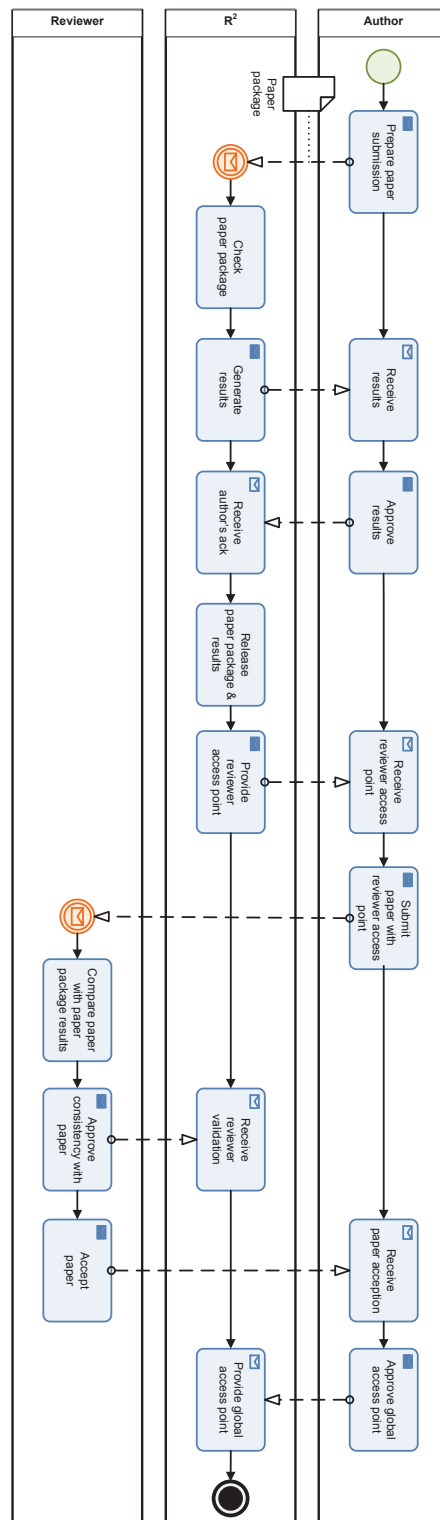 Reviewer
R²
Author
Paper
package
Prepare paper
submission
Check
paper package
Generate
results
Receive
results
Receive
author's ack
Approve
results
Release
paper package &
results
Provide
reviewer
access point
Receive
reviewer access
point
Submit
paper with
reviewer access
point
Compare paper
with paper
package results
Approve
consistency with
paper
Receive
reviewer
validation
Accept
paper
Receive
paper acception
Provide global
access point
Approve global
access point